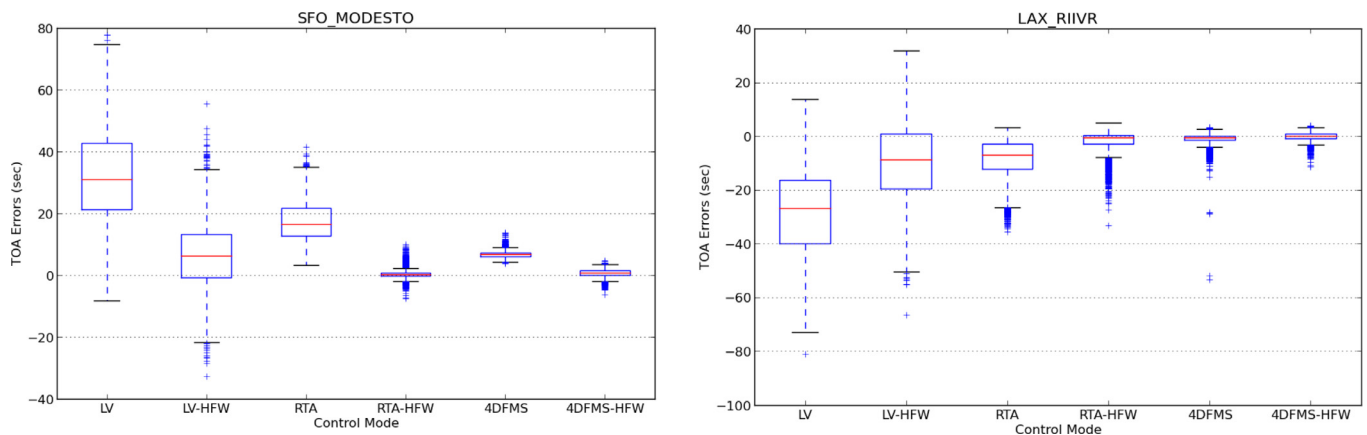 SFO_MODESTO
80
60
40
20
0
−20
−40
TOA Errors (sec)
LV
LV-HFW
RTA
RTA-HFW
4DFMS
4DFMS-HFW
Control Mode
LAX_RIIVR
40
20
0
−20
−40
−60
−80
−100
TOA Errors (sec)
LV
LV-HFW
RTA
RTA-HFW
4DFMS
4DFMS-HFW
Control Mode